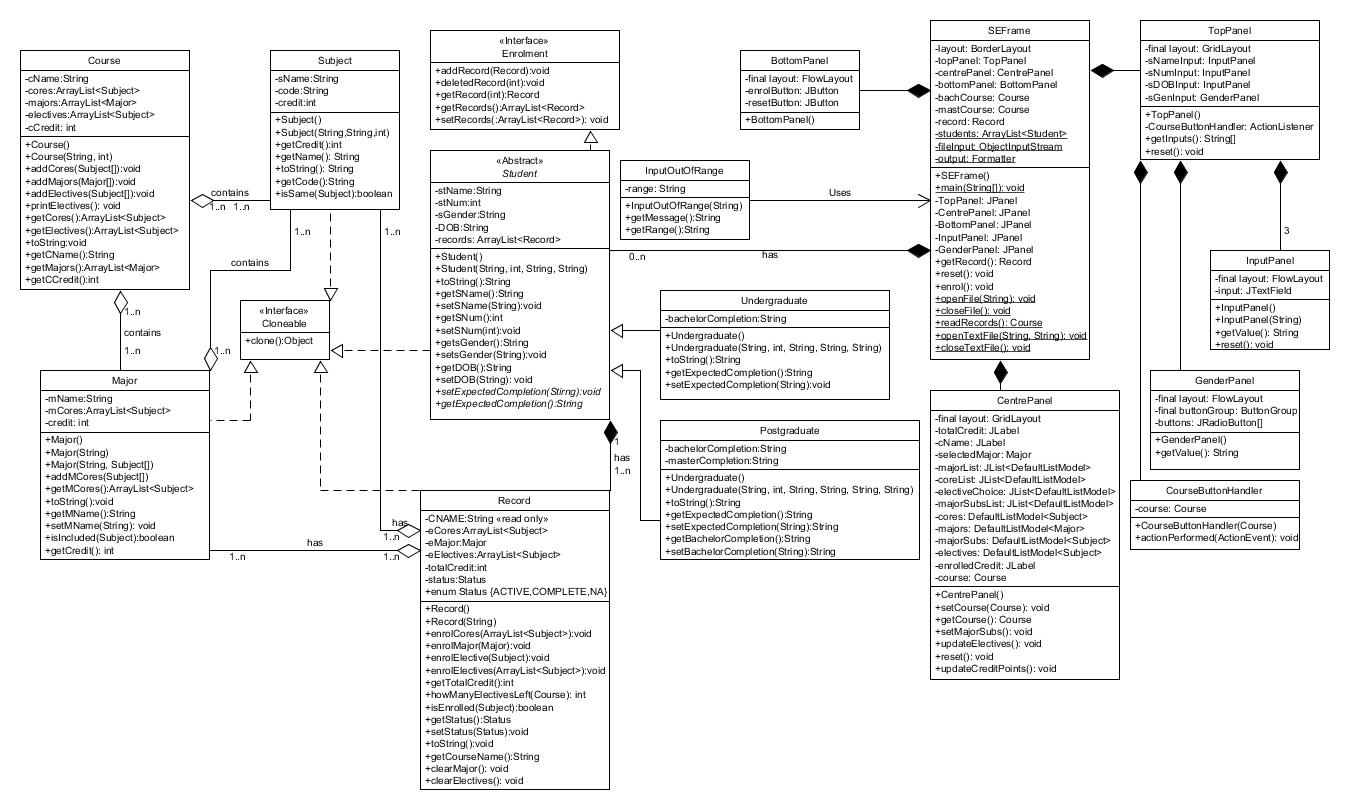 Course
-cName:String
-cores:ArrayList<Subject>
-majors:ArrayList<Major>
-electives:ArrayList<Subject>
-cCredit: int
+Course()
+Course(String, int)
+addCores(Subject[]):void
+addMajors(Major[]):void
+addElectives(Subject[]):void
+printElectives(): void
+getCores():ArrayList<Subject>
+getElectives():ArrayList<Subject>
+toString:void
+getCName():String
+getMajors():ArrayList<Major>
+getCCredit():int
contains
1..n 1..n
Subject
-sName:String
-code:String
-credit:int
+Subject()
+Subject(String,String,int)
+getCredit():int
+getName(): String
+toString(): String
+getCode():String
+isSame(Subject):boolean
1..n
1..n
contains
1..n
contains
1..n
1..n
Major
-mName:String
-mCores:ArrayList<Subject>
-credit: int
+Major()
+Major(String)
+Major(String, Subject[])
+addMCores(Subject[])
+getMCores():ArrayList<Subject>
+toString():void
+getMName():String
+setMName(String): void
+isIncluded(Subject):boolean
+getCredit(): int
«Interface»
Cloneable
+clone():Object
«Interface»
Enrolment
+addRecord(Record):void
+deletedRecord(int):void
+getRecord(int):Record
+getRecords():ArrayList<Record>
+setRecords(:ArrayList<Record>): void
«Abstract»
Student
-stName:String
-stNum:int
-sGender:String
-DOB:String
-records: ArrayList<Record>
+Student()
+Student(String, int, String, String)
+toString():String
+getSName():String
+setSName(String):void
+getSNum():int
+setSNum(int):void
+getsGender():String
+setsGender(String):void
+getDOB():String
+setDOB(String): void
+setExpectedCompletion(Stirng):void
+getExpectedCompletion():String
1
has
1..n
has
1..n
has
1..n
1..n
Record
-CNAME:String «read only»
-eCores:ArrayList<Subject>
-eMajor:Major
-eElectives:ArrayList<Subject>
-totalCredit:int
-status:Status
+enum Status {ACTIVE,COMPLETE,NA}
+Record()
+Record(String)
+enrolCores(ArrayList<Subject>):void
+enrolMajor(Major):void
+enrolElective(Subject):void
+enrolElectives(ArrayList<Subject>):void
+getTotalCredit():int
+howManyElectivesLeft(Course): int
+isEnrolled(Subject):boolean
+getStatus():Status
+setStatus(Status):void
+toString():void
+getCourseName():String
+clearMajor(): void
+clearElectives(): void
InputOutOfRange
-range: String
+InputOutOfRange(String)
+getMessage():String
+getRange():String
Uses
0..n
has
BottomPanel
-final layout: FlowLayout
-enrolButton: JButton
-resetButton: JButton
+BottomPanel()
Undergraduate
-bachelorCompletion:String
+Undergraduate()
+Undergraduate(String, int, String, String, String)
+toString():String
+getExpectedCompletion():String
+setExpectedCompletion(String):void
Postgraduate
-bachelorCompletion:String
-masterCompletion:String
+Undergraduate()
+Undergraduate(String, int, String, String, String, String)
+toString():String
+getExpectedCompletion():String
+setExpectedCompletion(String):String
+getBachelorCompletion():String
+setBachelorCompletion(String):String
SEFrame
-layout: BorderLayout
-topPanel: TopPanel
-centrePanel: CentrePanel
-bottomPanel: BottomPanel
-bachCourse: Course
-mastCourse: Course
-record: Record
-students: ArrayList<Student>
-fileInput: ObjectInputStream
-output: Formatter
+SEFrame()
+main(String[]): void
-TopPanel: JPanel
-CentrePanel: JPanel
-BottomPanel: JPanel
-InputPanel: JPanel
-GenderPanel: JPanel
+getRecord(): Record
+reset(): void
+enrol(): void
+openFile(String): void
+closeFile(): void
+readRecords(): Course
+openTextFile(String, String): void
+closeTextFile(): void
CentrePanel
-final layout: GridLayout
-totalCredit: JLabel
-cName: JLabel
-selectedMajor: Major
-majorList: JList<DefaultListModel>
-coreList: JList<DefaultListModel>
-electiveChoice: JList<DefaultListModel>
-majorSubsList: JList<DefaultListModel>
-cores: DefaultListModel<Subject>
-majors: DefaultListModel<Major>
-majorSubs: DefaultListModel<Subject>
-electives: DefaultListModel<Subject>
-enrolledCredit: JLabel
-course: Course
+CentrePanel()
+setCourse(Course): void
+getCourse(): Course
+setMajorSubs(): void
+updateElectives(): void
+reset(): void
+updateCreditPoints(): void
TopPanel
-final layout: GridLayout
-sNameInput: InputPanel
-sNumInput: InputPanel
-sDOBInput: InputPanel
-sGenInput: GenderPanel
+TopPanel()
-CourseButtonHandler: ActionListener
+getInputs(): String[]
+reset(): void
3
InputPanel
-final layout: FlowLayout
-input: JTextField
+InputPanel()
+InputPanel(String)
+getValue(): String
+reset(): void
GenderPanel
-final layout: FlowLayout
-final buttonGroup: ButtonGroup
-buttons: JRadioButton[]
+GenderPanel()
+getValue(): String
CourseButtonHandler
-course: Course
+CourseButtonHandler(Course)
+actionPerformed(ActionEvent): void